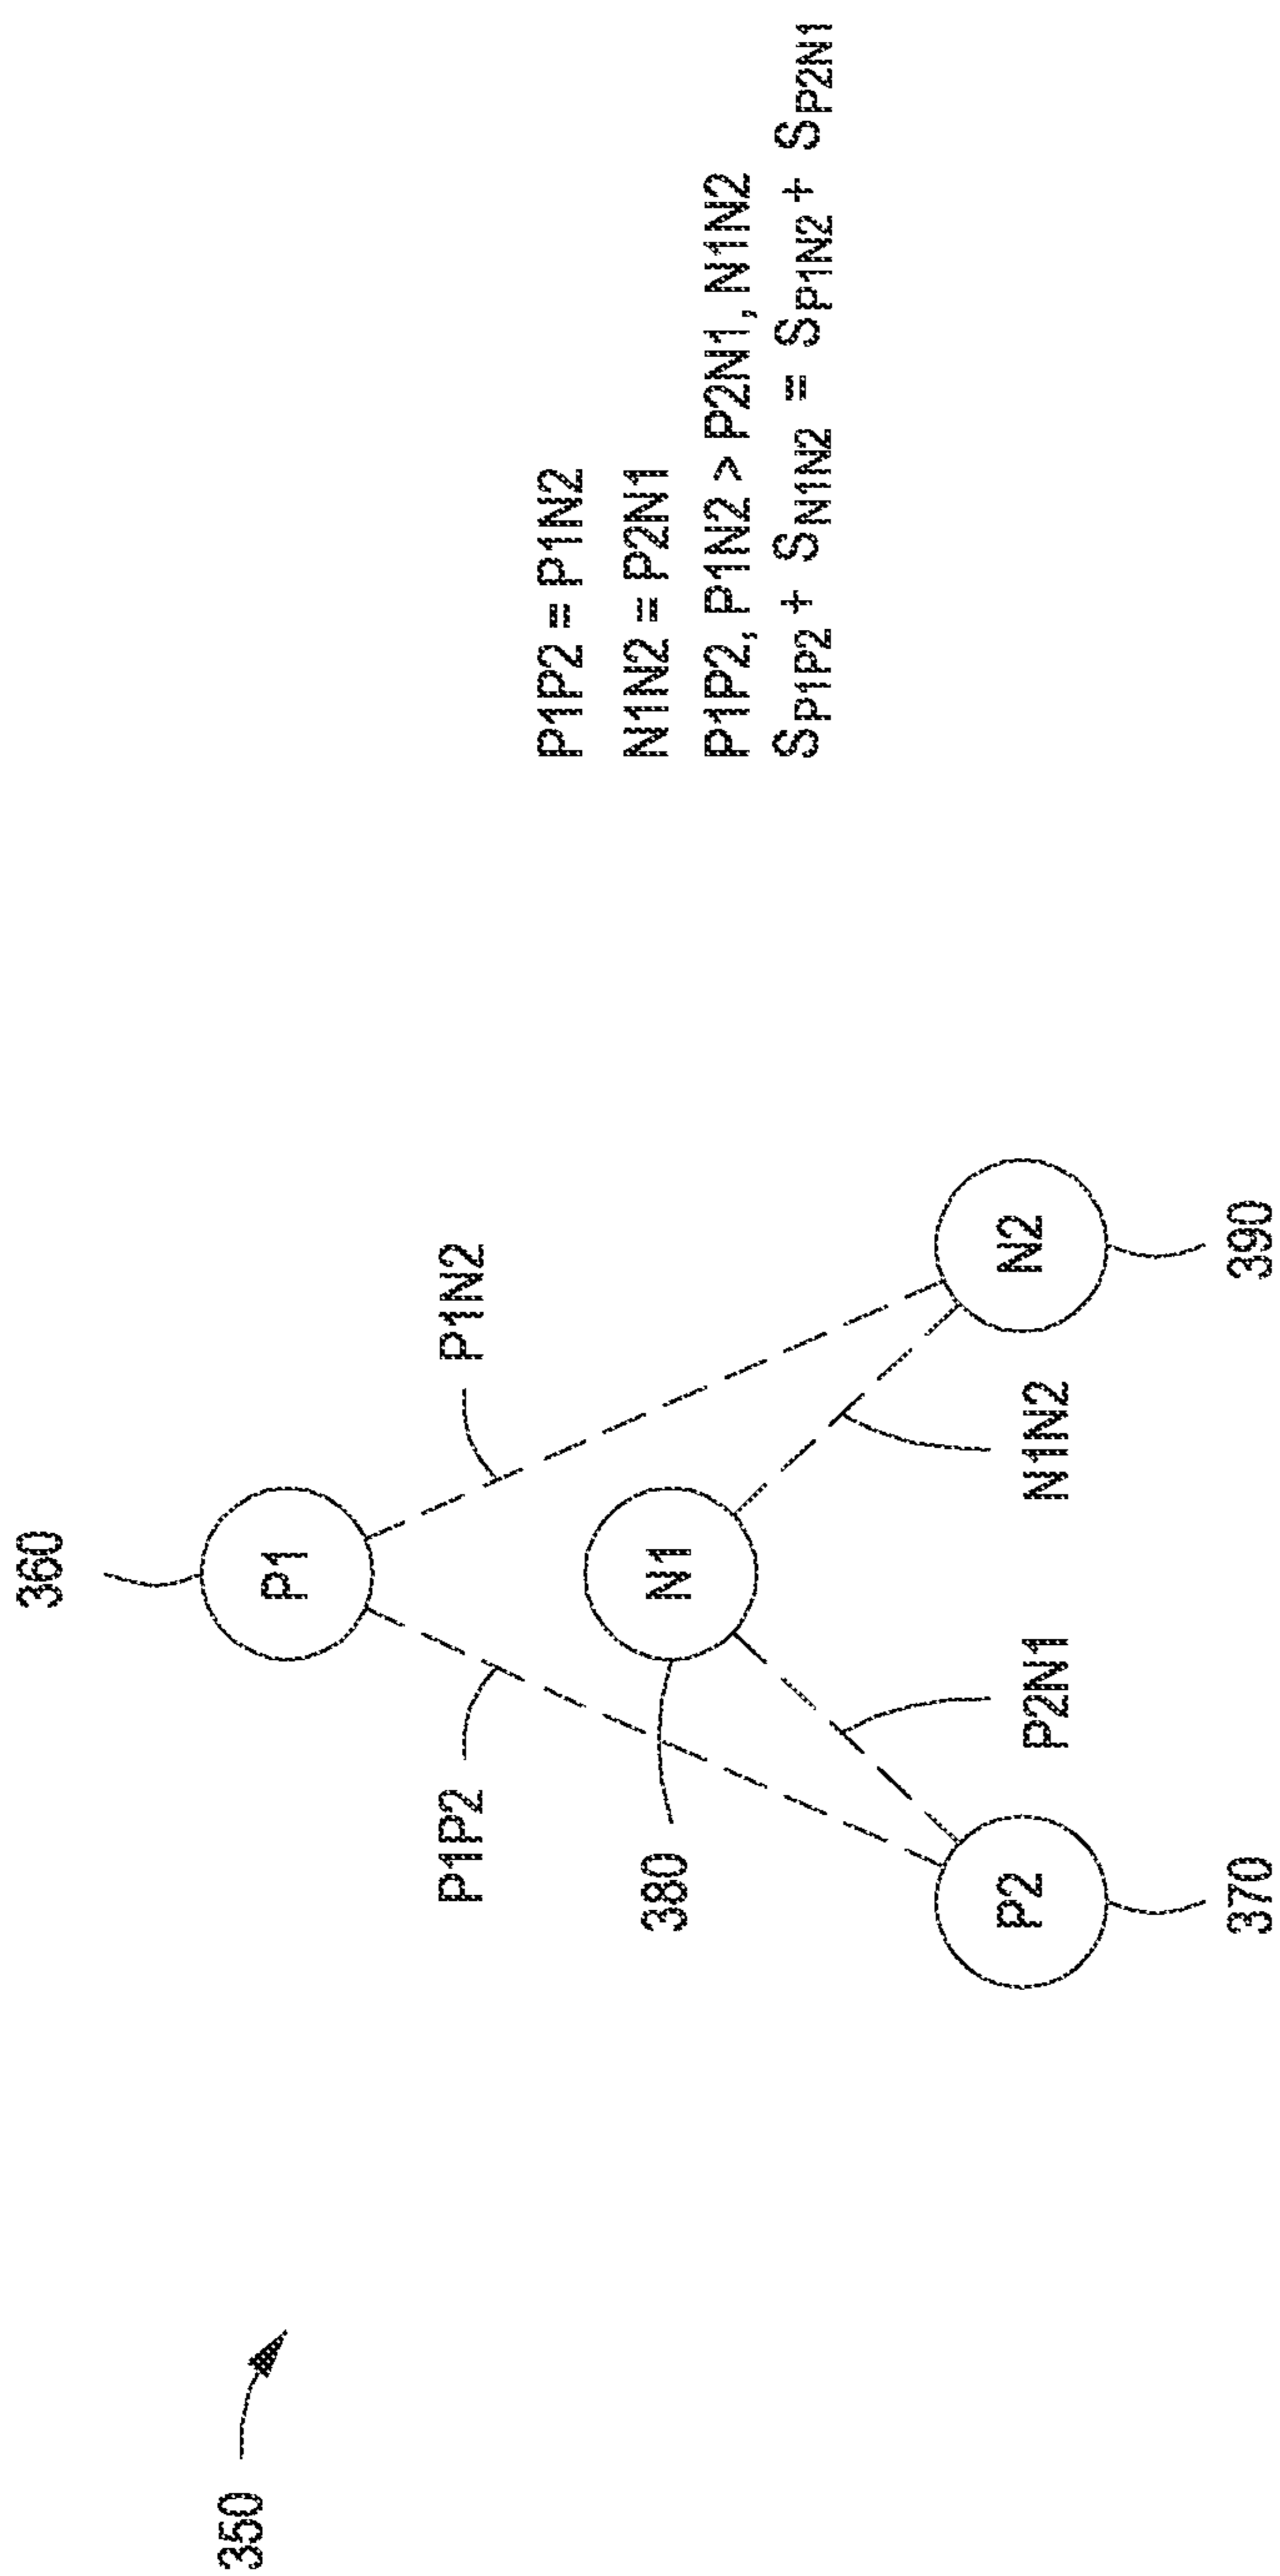 350
360
P1
P1P2
P1N2
380
N1
P2N1
N1N2
P2
N2
370
390
P1P2 = P1N2
N1N2 = P2N1
P1P2, P1N2 > P2N1, N1N2
SP1P2 + SN1N2 = SP1N2 + SP2N1